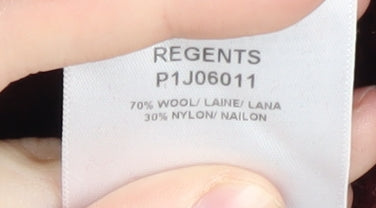 REGENTS
P1J06011
70% WOOL/ LAINE/ LANA
30% NYLON/ NAILON